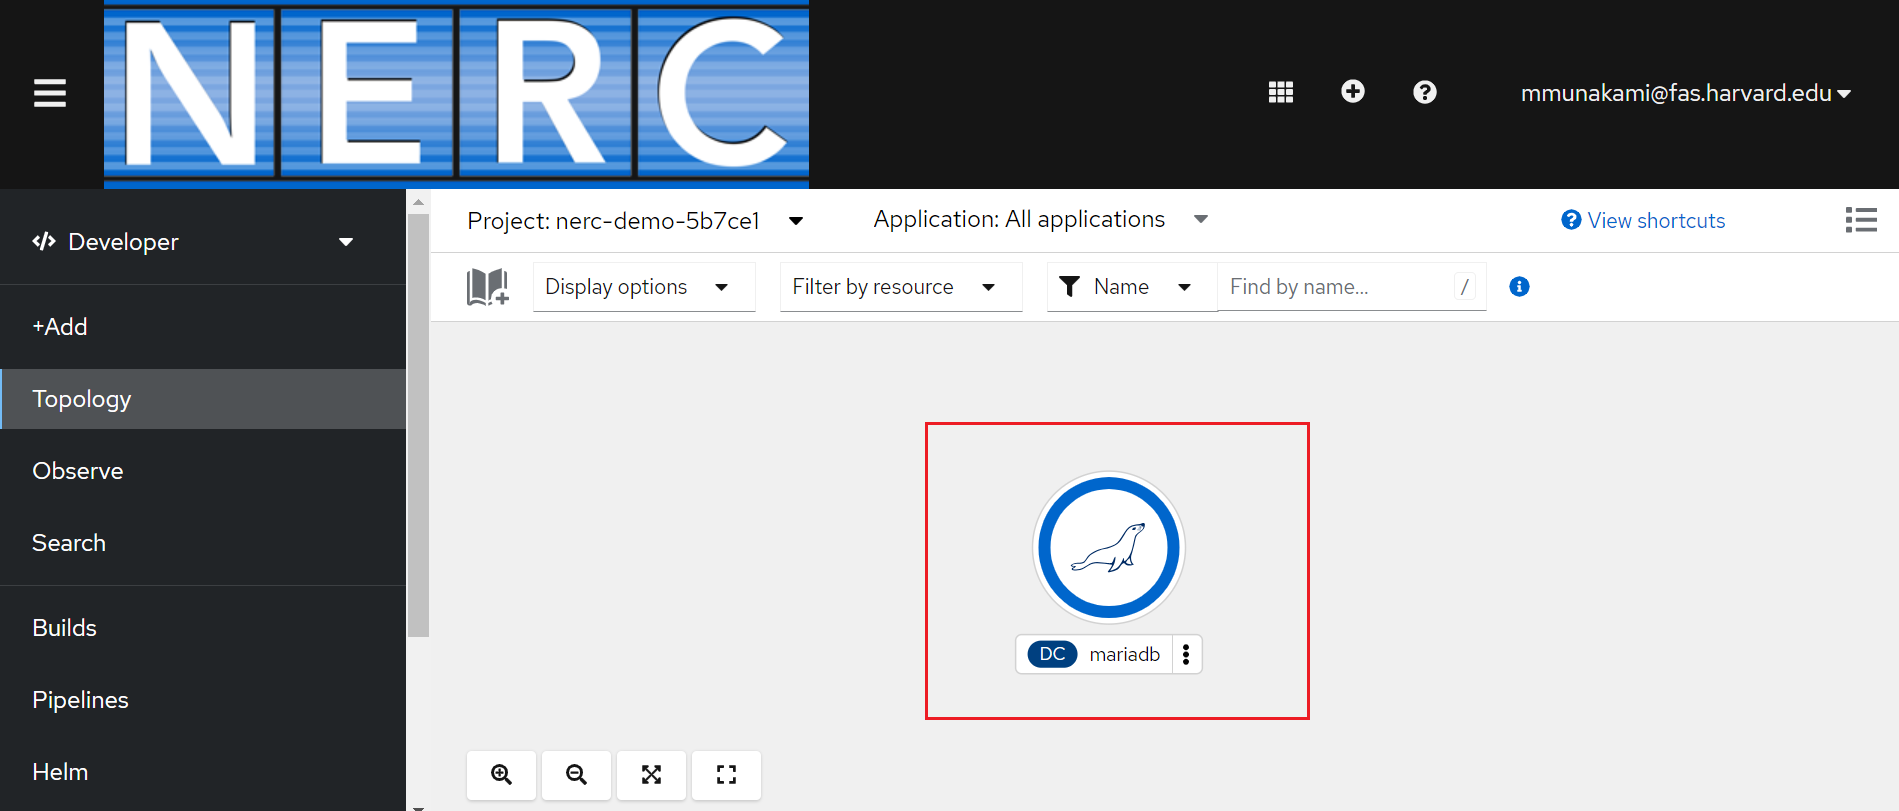 NERC
mmunakami@fas.harvard.edu
Developer
Project: nerc-demo-5b7ce1
Application: All applications
View shortcuts
Display options
Filter by resource
Name
Find by name...
/
+Add
Topology
Observe
Search
Builds
Pipelines
Helm
DC mariadb